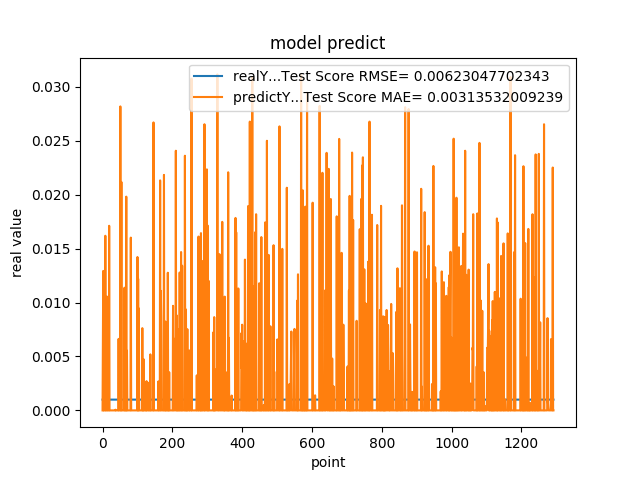 model predict
realY...Test Score RMSE= 0.00623047702343
predictY...Test Score MAE= 0.00313532009239
0.030
0.025
0.020
0.015
0.010
0.005
0.000
real value
0 200 400 600 800 1000 1200
point